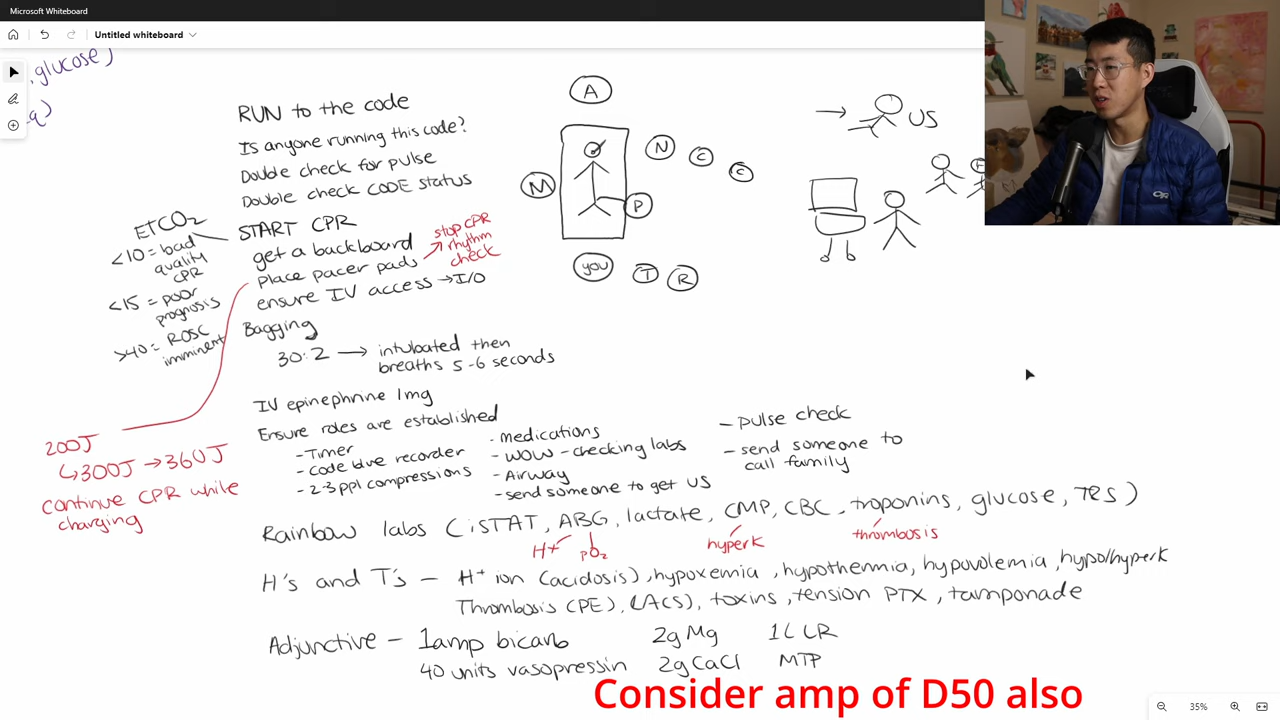 Microsoft Whiteboard
Untitled whiteboard
, glucose)
RUN to the code
Is anyone running this code?
Double check for pulse
Double check CODE status
START CPR
get a backboard
place pacer pads
ensure IV access → I/O
stop CPR
rhythm
check
ETCO2
<10 = bad
quality
CPR
<15 = poor
prognosis
>40 = ROSC
imminent
Bagging
30:2 → intubated then
breaths 5-6 seconds
IV epinephrine 1mg
Ensure roles are established
- Timer
- code blue recorder
- 2-3 ppl compressions
- Medications
- WOW - checking labs
- Airway
- send someone to get US
- pulse check
- send someone to
call family
200J
↳300J → 360J
continue CPR while
charging
Rainbow labs (iSTAT, ABG, lactate, CMP, CBC, troponins, glucose, T&S)
H+
pO2
hyperk
thrombosis
H's and T's - H+ ion (acidosis), hypoxemia, hypothermia, hypovolemia, hypo/hyperk
Thrombosis (PE), (ACS), toxins, tension PTX, tamponade
Adjunctive - 1amp bicarb 2g Mg 1L LR
40 units vasopressin 2g CaCl MTP
Consider amp of D50 also
A
M
N
C
C
P
you
T
R
US
35%